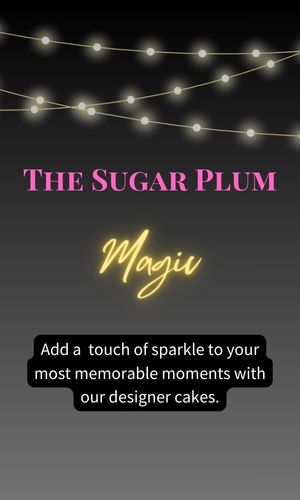 THE SUGAR PLUM
Magic
Add a  touch of sparkle to your
most memorable moments with
our designer cakes.